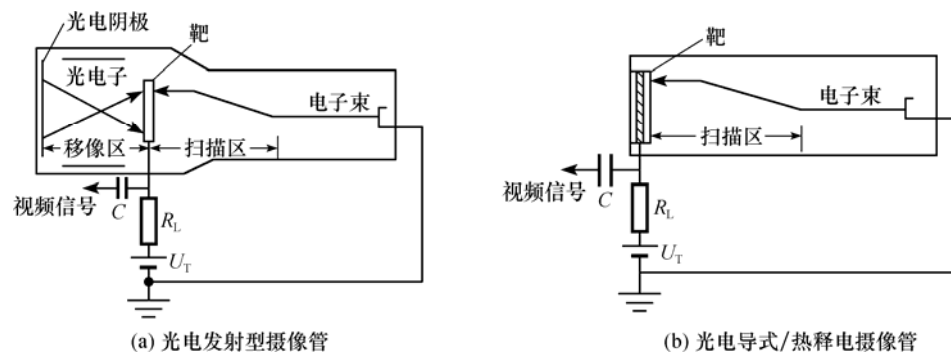 光电阴极
靶
光电子
电子束
移像区
扫描区
视频信号
C
R_L
U_T
(a) 光电发射型摄像管
靶
电子束
扫描区
视频信号
C
R_L
U_T
(b) 光电导式/热释电摄像管